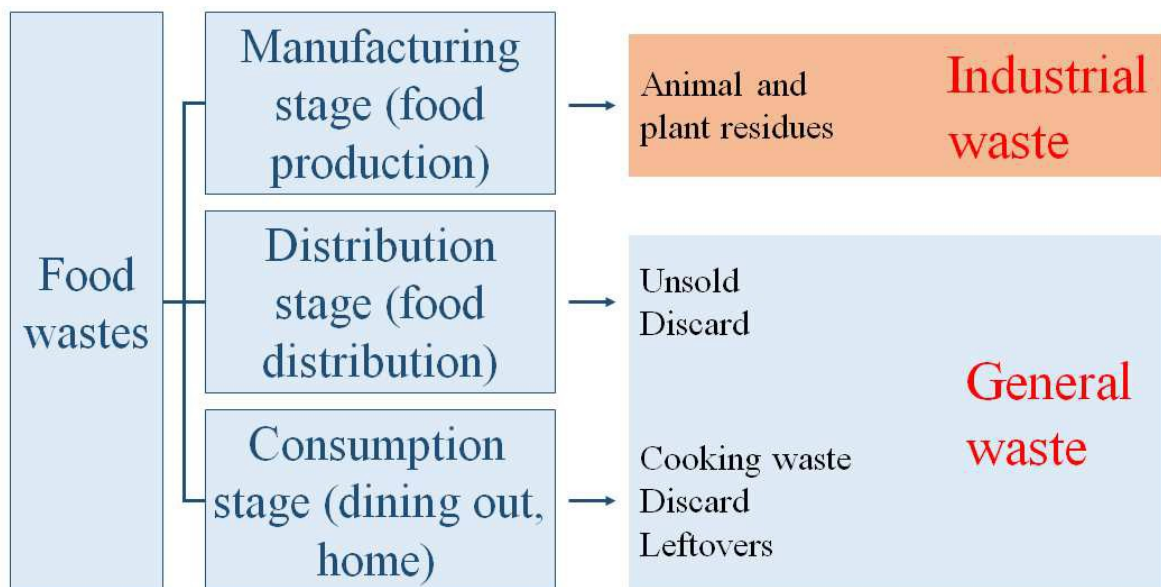 Food
wastes
Manufacturing
stage (food
production)
Animal and
plant residues
Industrial
waste
Distribution
stage (food
distribution)
Unsold
Discard
Consumption
stage (dining out,
home)
Cooking waste
Discard
Leftovers
General
waste